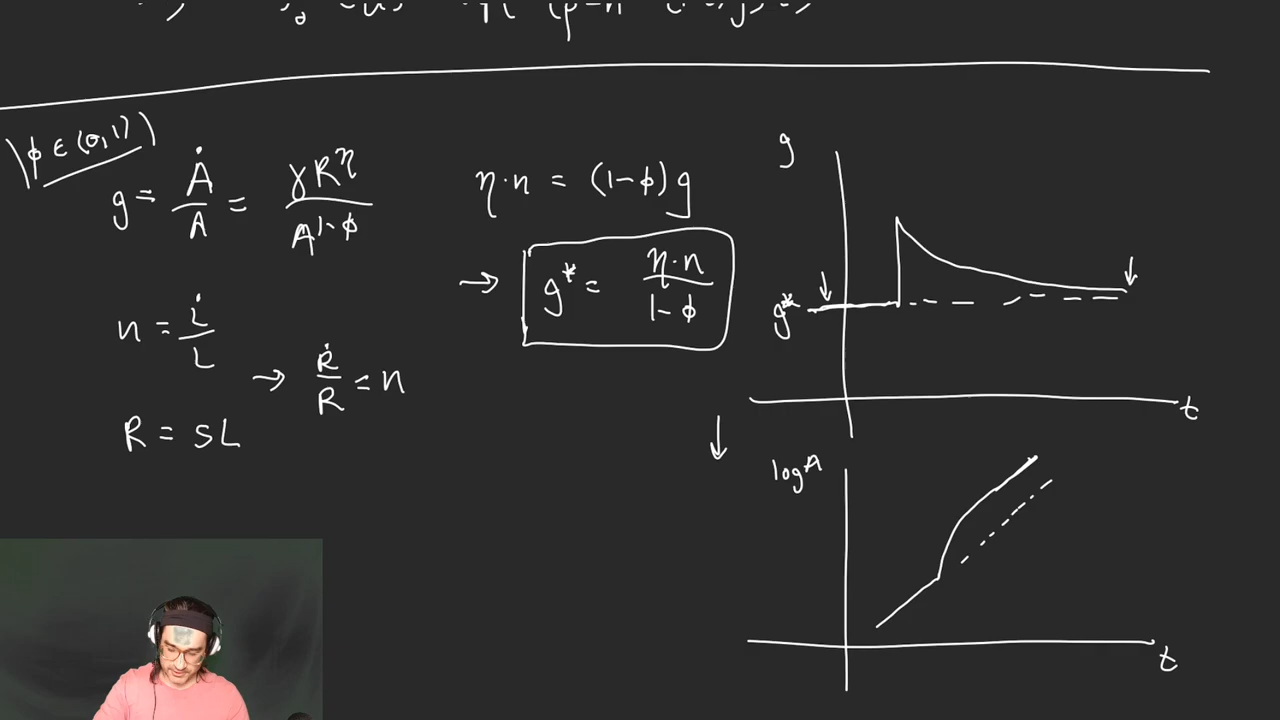 ϕ ∈ (0,1)
g = Ȧ/A = γR^η / A^(1-ϕ)
n = L̇/L
→ Ṙ/R = n
R = sL
η·n = (1-ϕ)g
→ g* = η·n / 1-ϕ
g
g*
t
↓
log A
t